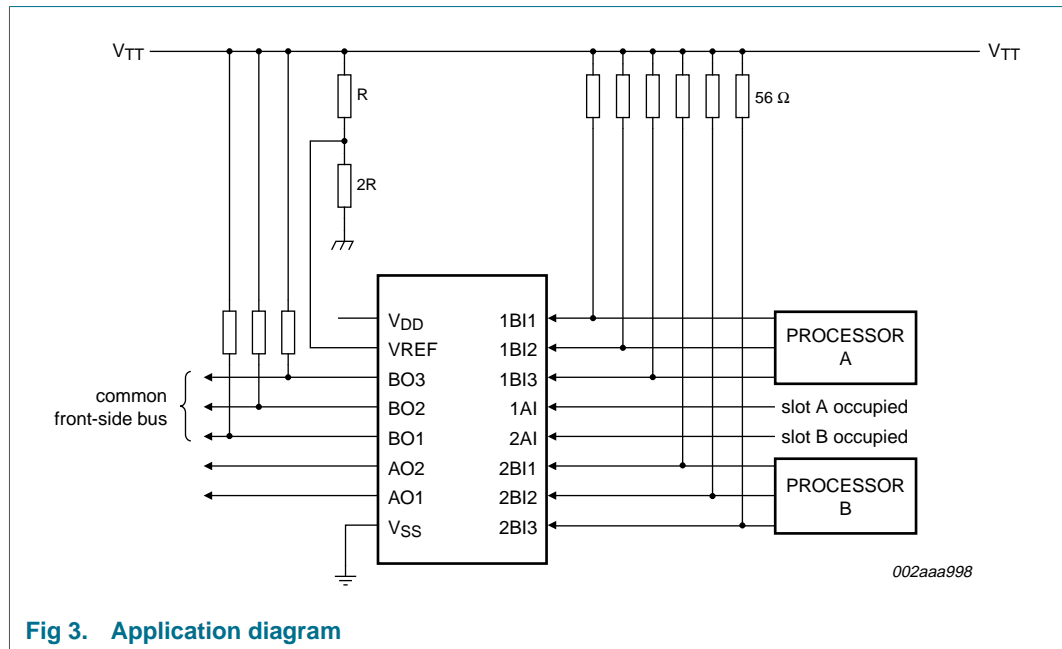 VTT
VTT
R
56 Ω
2R
VDD
VREF
BO3
BO2
BO1
AO2
AO1
VSS
1BI1
1BI2
1BI3
1AI
2AI
2BI1
2BI2
2BI3
common
front-side bus
PROCESSOR
A
slot A occupied
slot B occupied
PROCESSOR
B
002aaa998
Fig 3. Application diagram